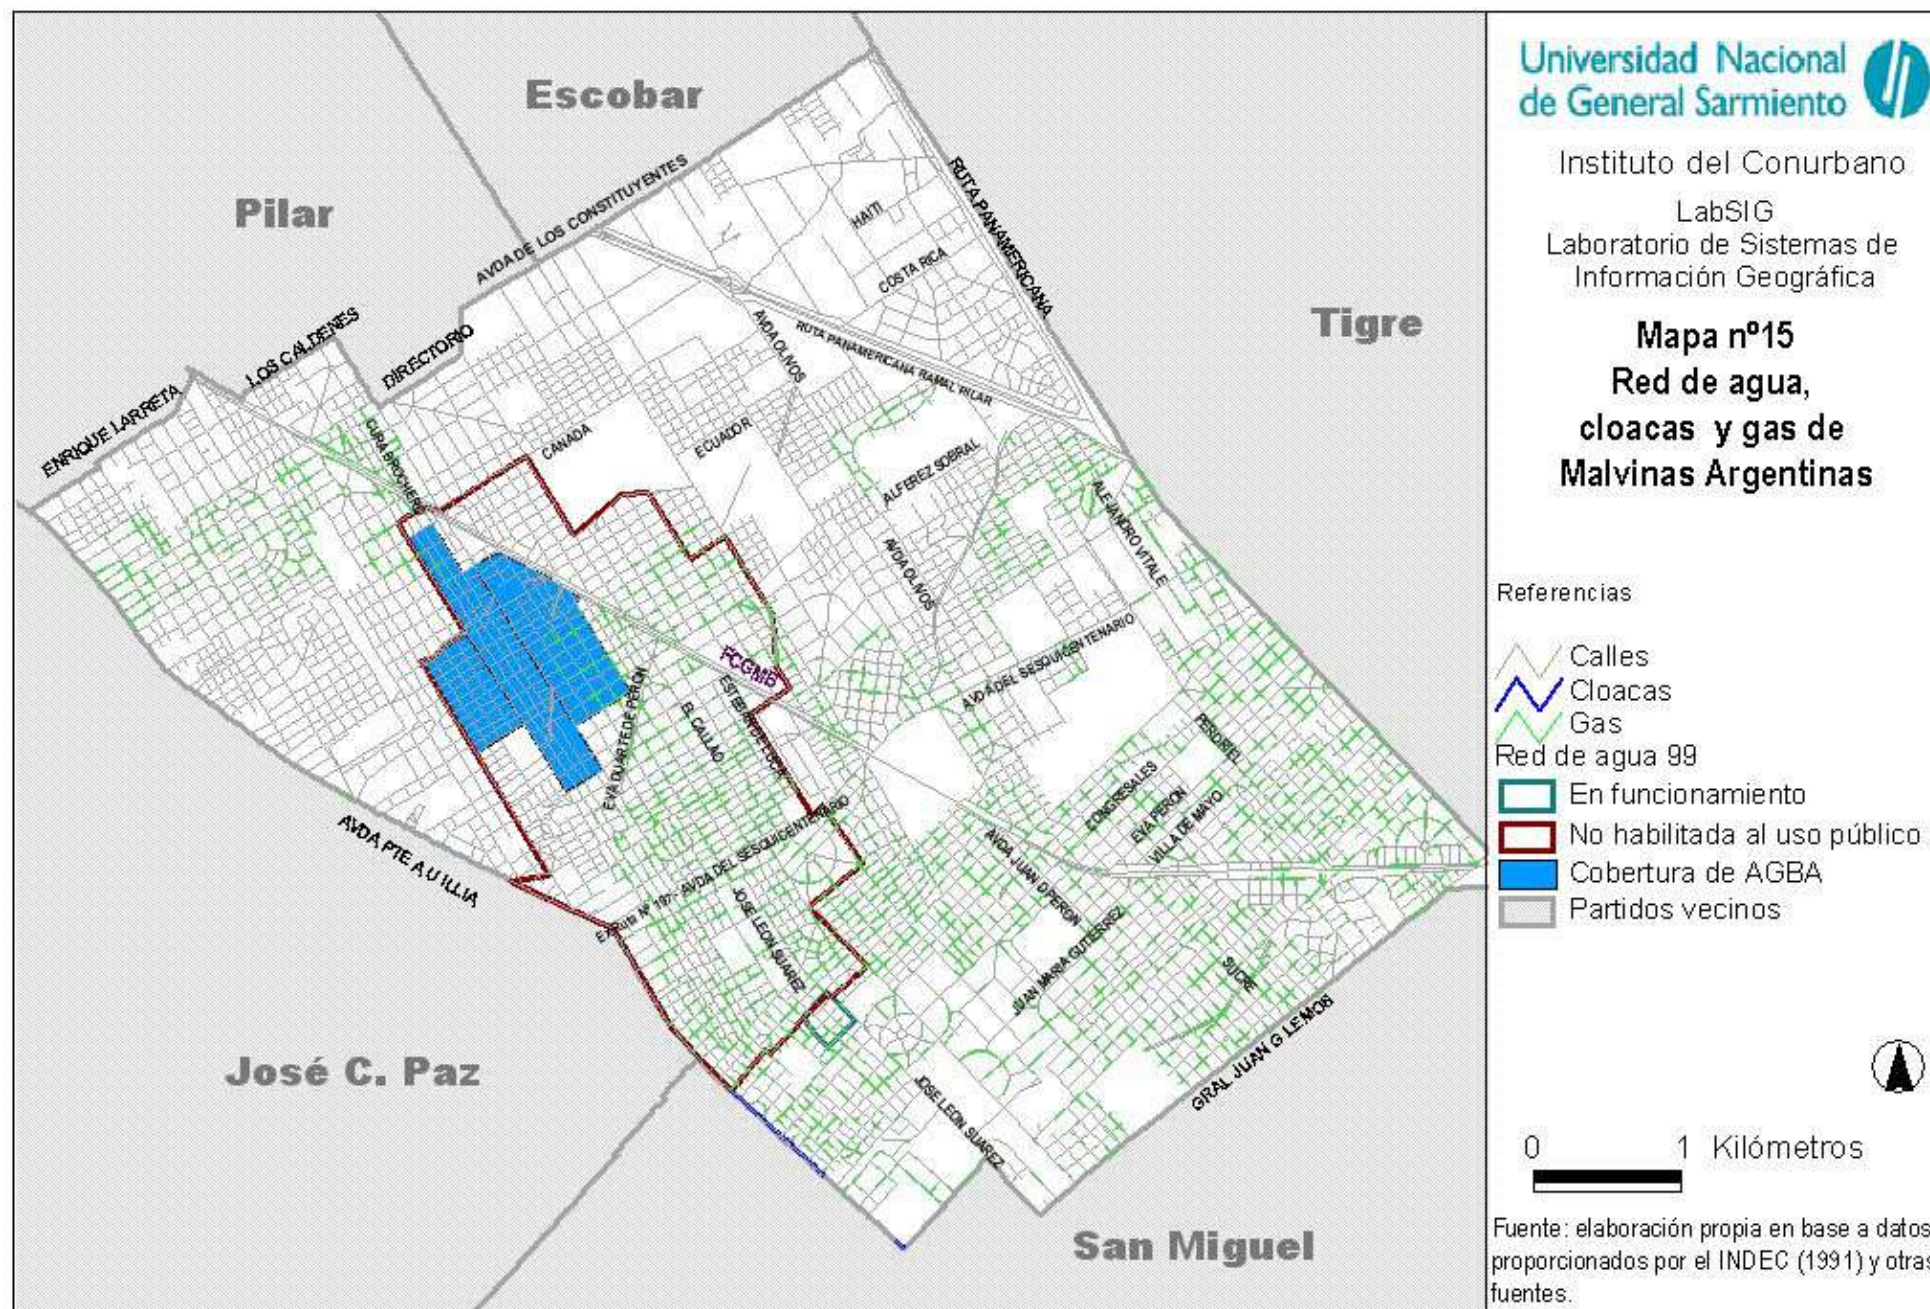 Escobar
Pilar
Tigre
José C. Paz
San Miguel
AVDA DE LOS CONSTITUYENTES
RUTA PANAMERICANA
HAITI
COSTA RICA
AVDA OLIVOS
RUTA PANAMERICANA RAMAL PILAR
LOS CALDENES
DIRECTORIO
ENRIQUE LARRETA
CURA BROCHERO
CANADA
ECUADOR
ALFEREZ SOBRAL
ALEJANDRO VITALE
AVDA OLIVOS
AVDA DEL SESQUICENTENARIO
FCGMB
EVA DUARTE DE PERON
EL CALLAO
ESTEBAN DE LUCA
PERDRIEL
CONGRESALES
EVA PERON
VILLA DE MAYO
AVDA PTE A U ILLIA
AVDA DEL SESQUICENTENARIO
JOSE LEON SUAREZ
AVDA JUAN D PERON
JUAN MARIA GUTIERREZ
SUCRE
GRAL JUAN G LEMOS
JOSE LEON SUAREZ
Universidad Nacional
de General Sarmiento
Instituto del Conurbano
LabSIG
Laboratorio de Sistemas de
Información Geográfica
Mapa nº15
Red de agua,
cloacas y gas de
Malvinas Argentinas
Referencias
Calles
Cloacas
Gas
Red de agua 99
En funcionamiento
No habilitada al uso público
Cobertura de AGBA
Partidos vecinos
0 1 Kilómetros
Fuente: elaboración propia en base a datos
proporcionados por el INDEC (1991) y otras
fuentes.